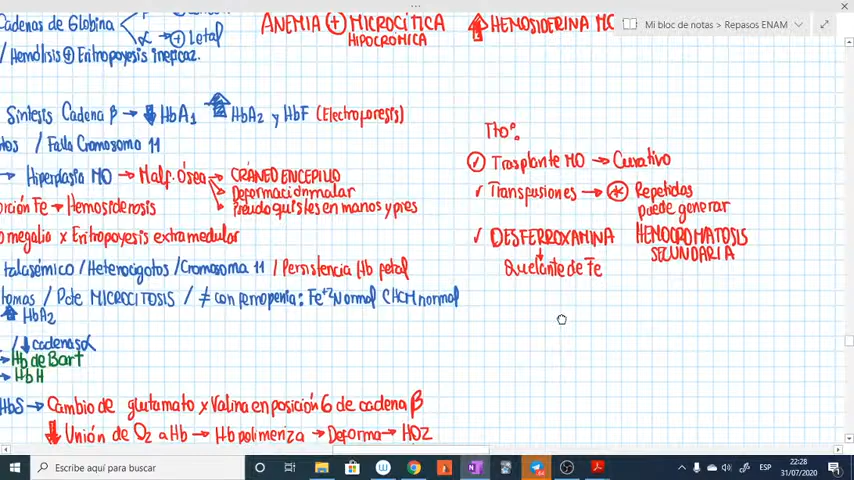 Cadenas de Globina
α → ⊕ Letal
/ Hemólisis ⊕ Eritropoyesis ineficaz.
ANEMIA ⊕ MICROCÍTICA
HIPOCRÓMICA
⇧ HEMOSIDERINA MO
Mi bloc de notas > Repasos ENAM
Síntesis Cadena β → ⬇ HbA1 ⇧ HbA2 y HbF (Electroforesis)
/ Falla Cromosoma 11
→ Hiperplasia MO → Malf. Ósea → CRÁNEO EN CEPILLO
Deformación malar
Pseudoquistes en manos y pies
Fe → Hemosiderosis
megalia x Eritropoyesis extramedular
talasémico / Heterocigotos / Cromosoma 11 / Persistencia Hb fetal
/ Pcte MICROCITOSIS / ≠ con ferropenia: Fe+2 Normal CHCM normal
⬆ HbA2
/ ⬇ cadenas α
→ Hb de Bart
→ Hb H
HbS → Cambio de glutamato x Valina en posición 6 de cadena β
⬇ Unión de O2 a Hb → Hb polimeriza → Deforma → HOZ
Tto°.
✓ Trasplante MO → Curativo
✓ Transfusiones → * Repetidas
puede generar
HEMOCROMATOSIS
SECUNDARIA
✓ DESFERROXAMINA
↓
Quelante de Fe
Escribe aquí para buscar
ESP
22:28
31/07/2020